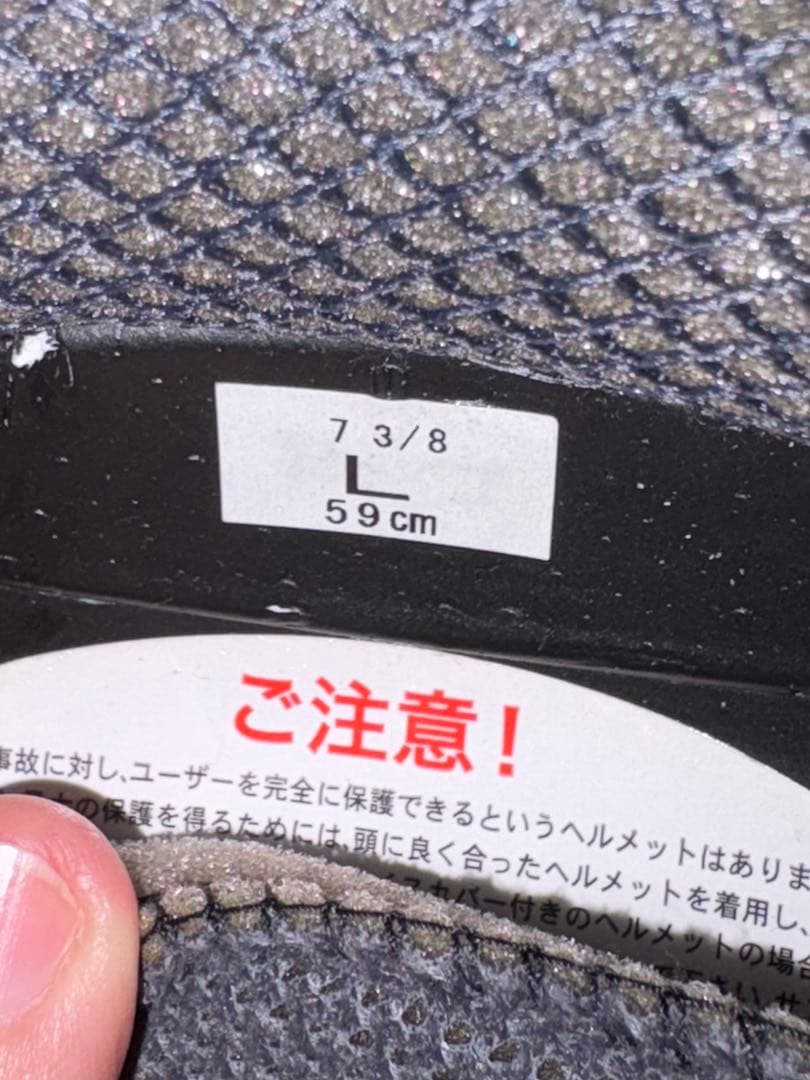 7 3/8
L
59cm
ご注意!
事故に対し、ユーザーを完全に保護できるというヘルメットはありま
の保護を得るためには、頭に良く合ったヘルメットを着用し、
カバー付きのヘルメットの場合
下さい。サ